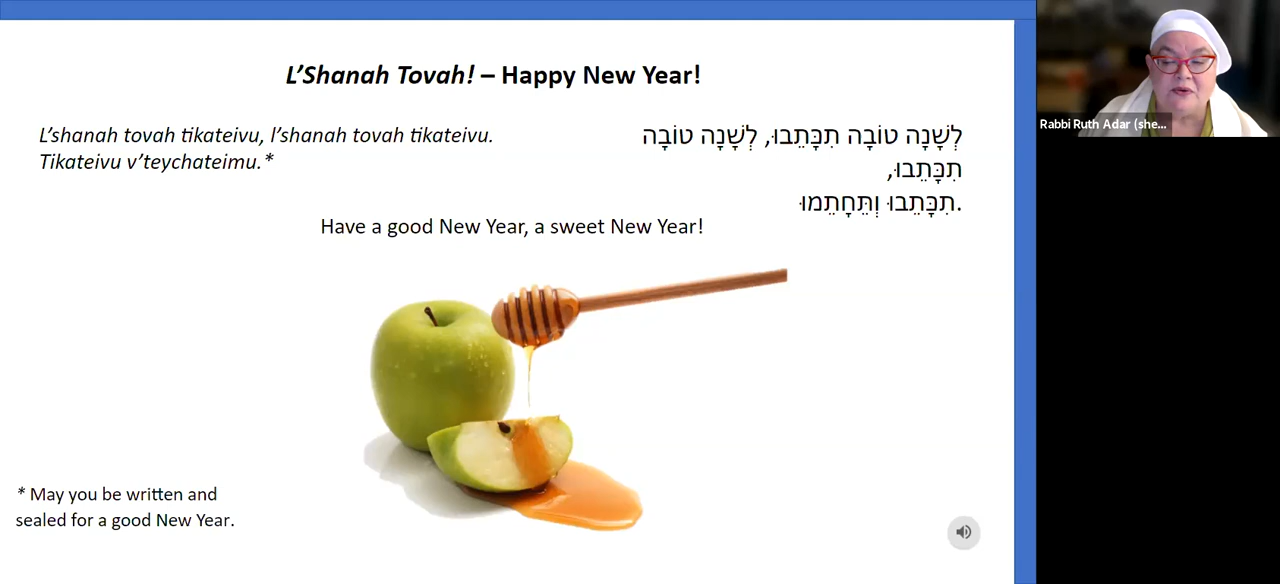 L’Shanah Tovah! – Happy New Year!
L’shanah tovah tikateivu, l’shanah tovah tikateivu.
Tikateivu v’teychateimu.*
לְשָׁנָה טוֹבָה תִּכָּתֵבוּ, לְשָׁנָה טוֹבָה
תִּכָּתֵבוּ,
תִּכָּתֵבוּ וְתֵּחָתֵמוּ.
Have a good New Year, a sweet New Year!
* May you be written and
sealed for a good New Year.
Rabbi Ruth Adar (she...